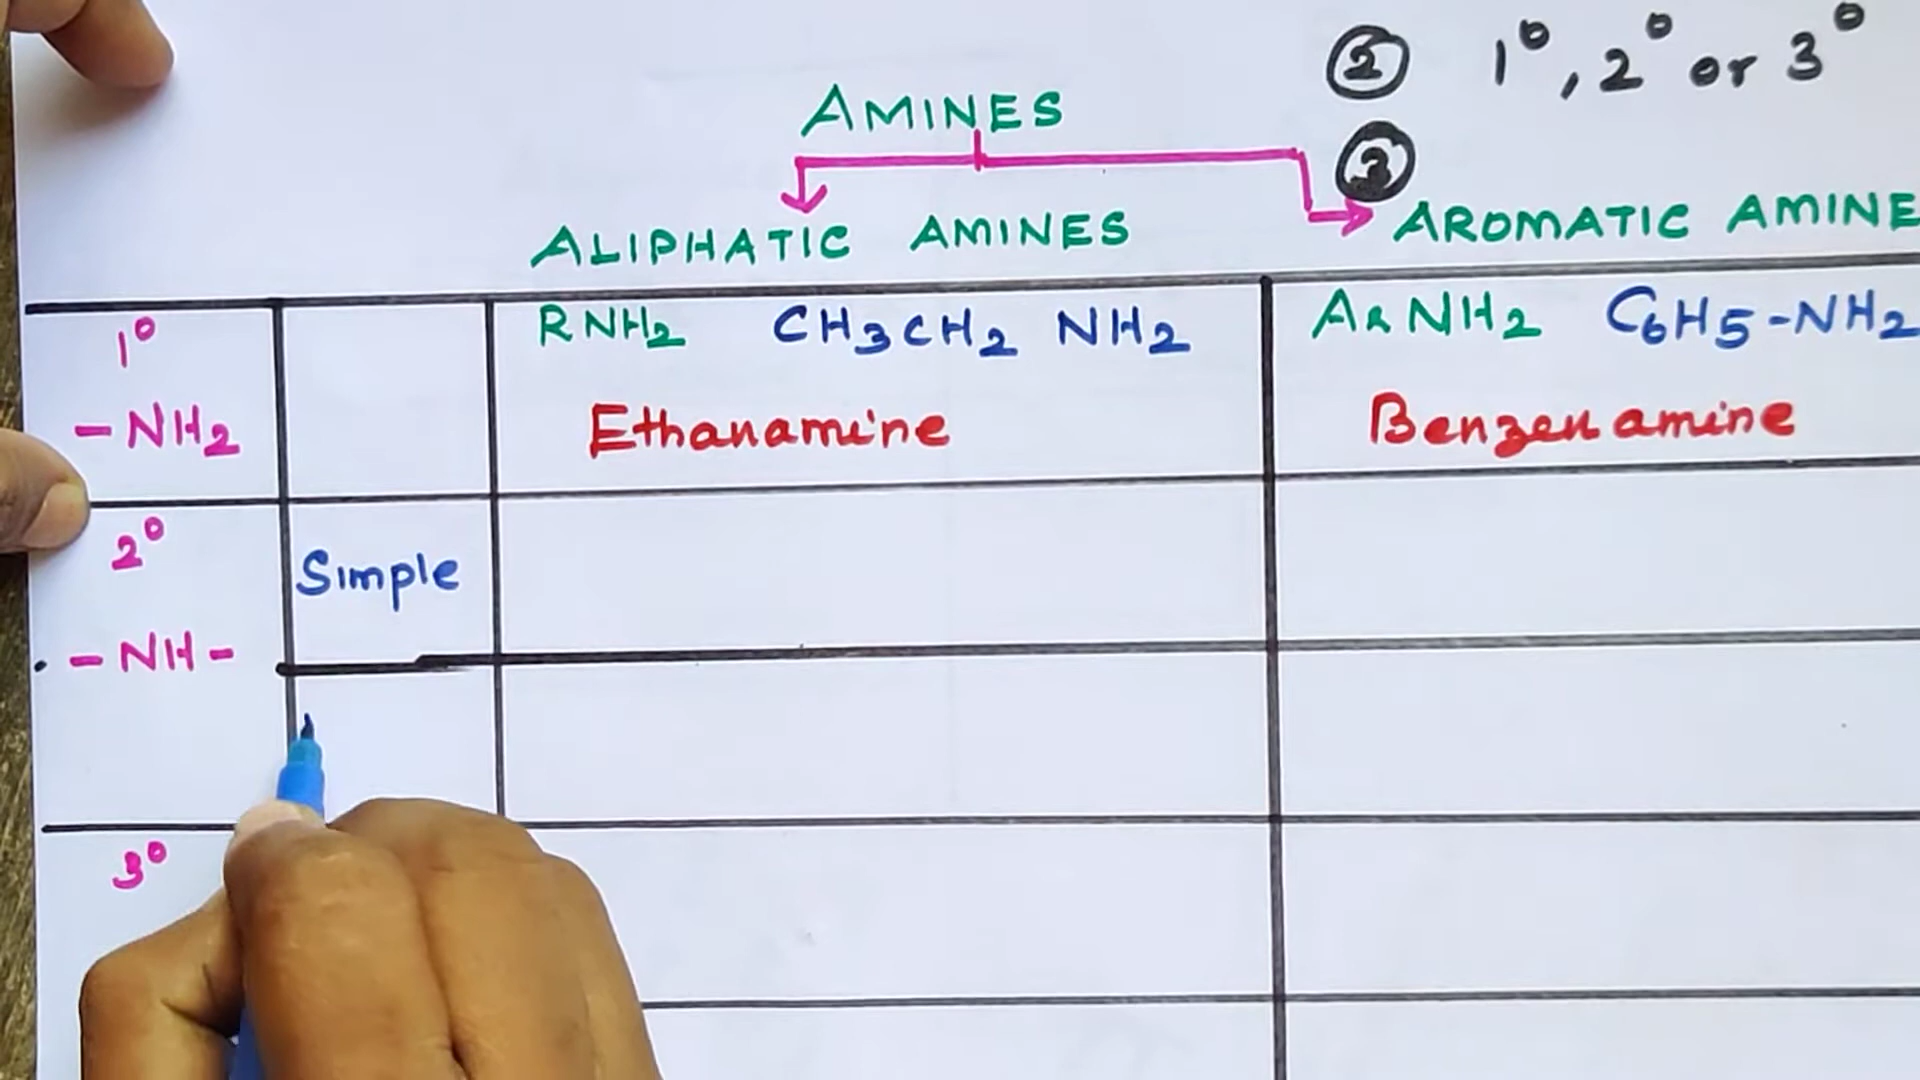 ② 1°, 2° or 3°
AMINES
③
ALIPHATIC AMINES
AROMATIC AMINE
1°
RNH2 CH3CH2 NH2
ArNH2 C6H5-NH2
-NH2
Ethanamine
Benzenamine
2°
Simple
-NH-
3°